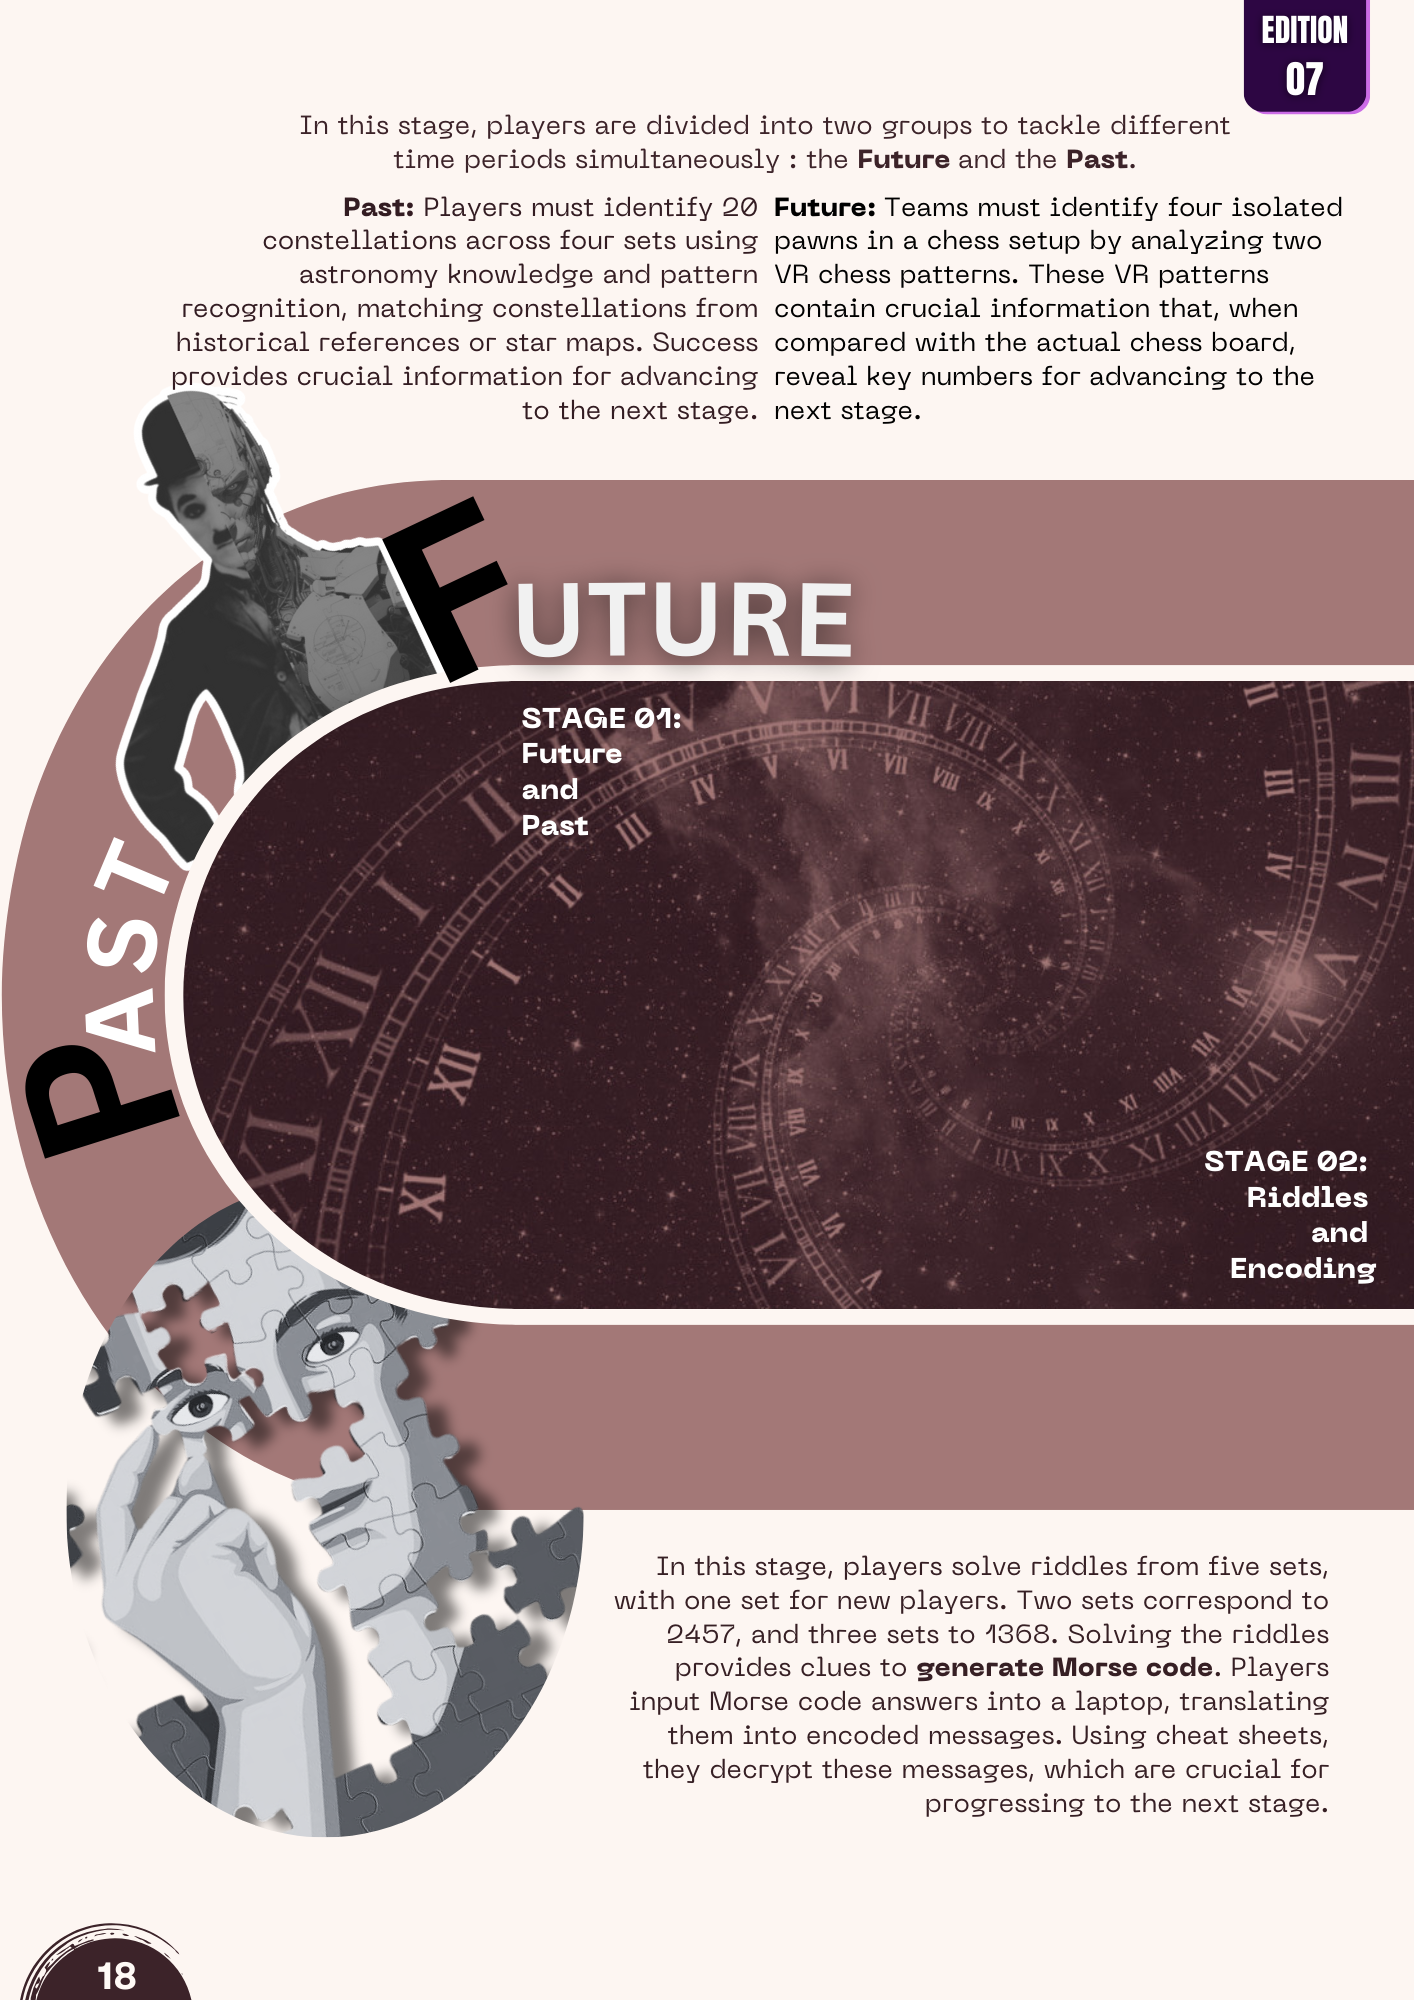 EDITION
07
In this stage, players are divided into two groups to tackle different
time periods simultaneously : the Future and the Past.
Past: Players must identify 20
constellations across four sets using
astronomy knowledge and pattern
recognition, matching constellations from
historical references or star maps. Success
provides crucial information for advancing
to the next stage.
Future: Teams must identify four isolated
pawns in a chess setup by analyzing two
VR chess patterns. These VR patterns
contain crucial information that, when
compared with the actual chess board,
reveal key numbers for advancing to the
next stage.
FUTURE
PAST
STAGE 01:
Future
and
Past
STAGE 02:
Riddles
and
Encoding
In this stage, players solve riddles from five sets,
with one set for new players. Two sets correspond to
2457, and three sets to 1368. Solving the riddles
provides clues to generate Morse code. Players
input Morse code answers into a laptop, translating
them into encoded messages. Using cheat sheets,
they decrypt these messages, which are crucial for
progressing to the next stage.
18